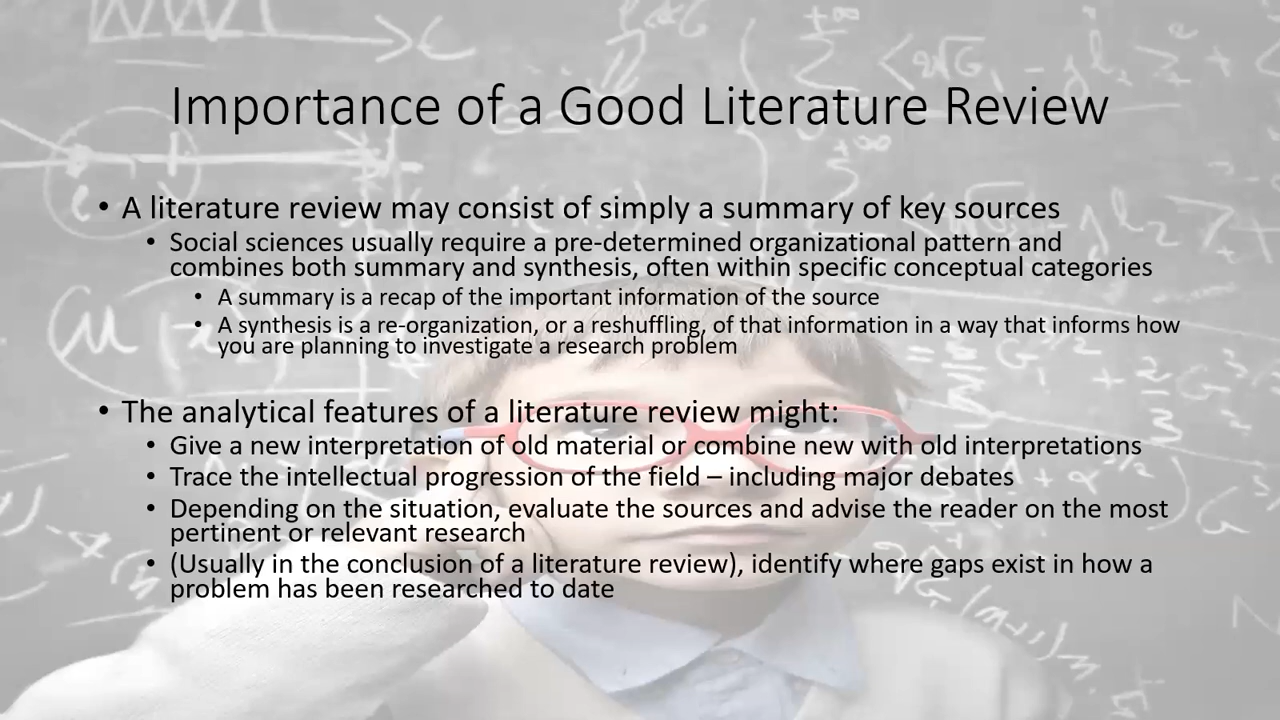 Importance of a Good Literature Review
• A literature review may consist of simply a summary of key sources
• Social sciences usually require a pre-determined organizational pattern and
combines both summary and synthesis, often within specific conceptual categories
• A summary is a recap of the important information of the source
• A synthesis is a re-organization, or a reshuffling, of that information in a way that informs how
you are planning to investigate a research problem
• The analytical features of a literature review might:
• Give a new interpretation of old material or combine new with old interpretations
• Trace the intellectual progression of the field – including major debates
• Depending on the situation, evaluate the sources and advise the reader on the most
pertinent or relevant research
• (Usually in the conclusion of a literature review), identify where gaps exist in how a
problem has been researched to date